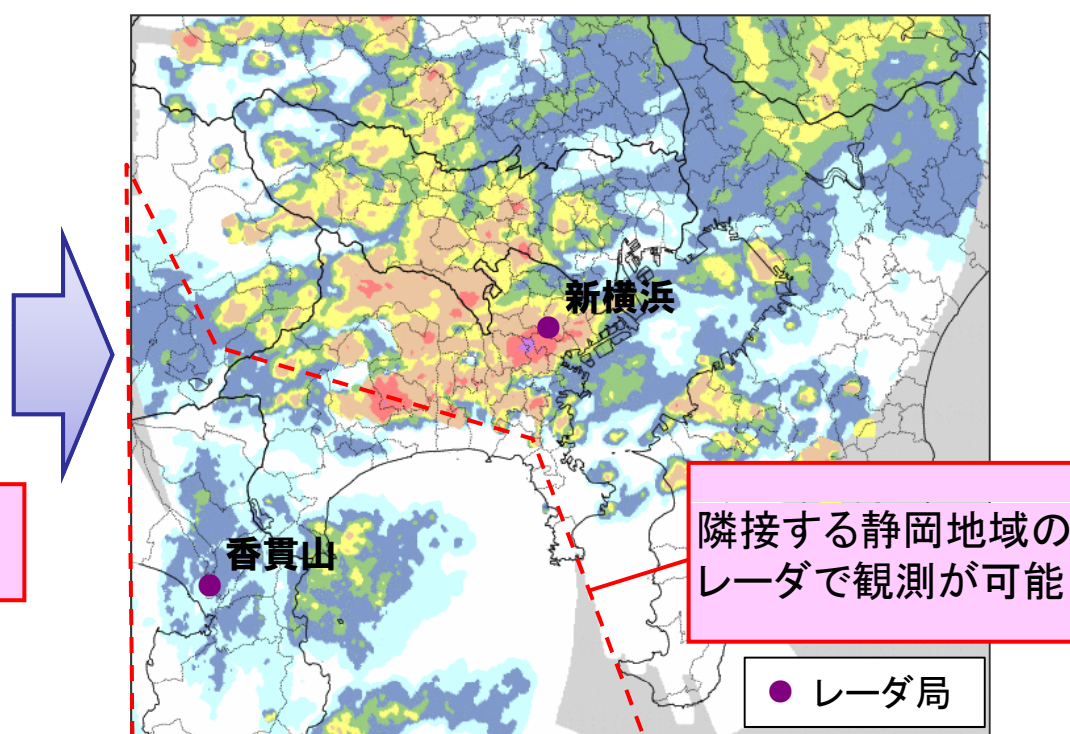 新横浜
香貫山
隣接する静岡地域の
レーダで観測が可能
レーダ局